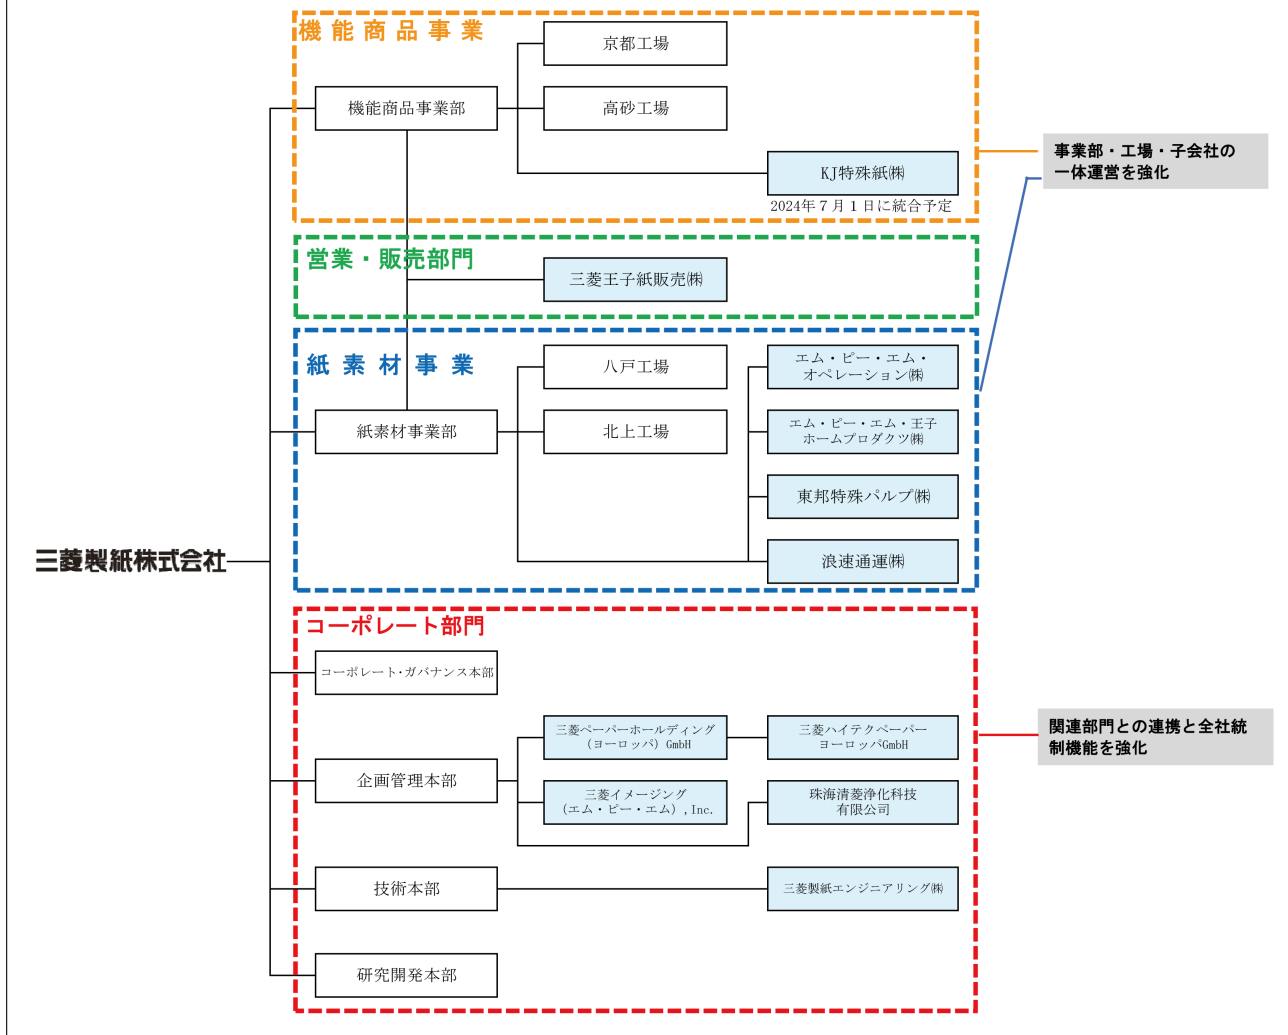 機能商品事業
京都工場
機能商品事業部
高砂工場
KJ特殊紙㈱
2024年7月1日に統合予定
事業部・工場・子会社の
一体運営を強化
営業・販売部門
三菱王子紙販売㈱
紙素材事業
八戸工場
エム・ピー・エム・
オペレーション㈱
紙素材事業部
北上工場
エム・ピー・エム・王子
ホームプロダクツ㈱
東邦特殊パルプ㈱
浪速通運㈱
三菱製紙株式会社
コーポレート部門
コーポレート・ガバナンス本部
三菱ペーパーホールディング
(ヨーロッパ) GmbH
三菱ハイテクペーパー
ヨーロッパGmbH
企画管理本部
三菱イメージング
(エム・ピー・エム) , Inc.
珠海清菱浄化科技
有限公司
関連部門との連携と全社統
制機能を強化
技術本部
三菱製紙エンジニアリング㈱
研究開発本部